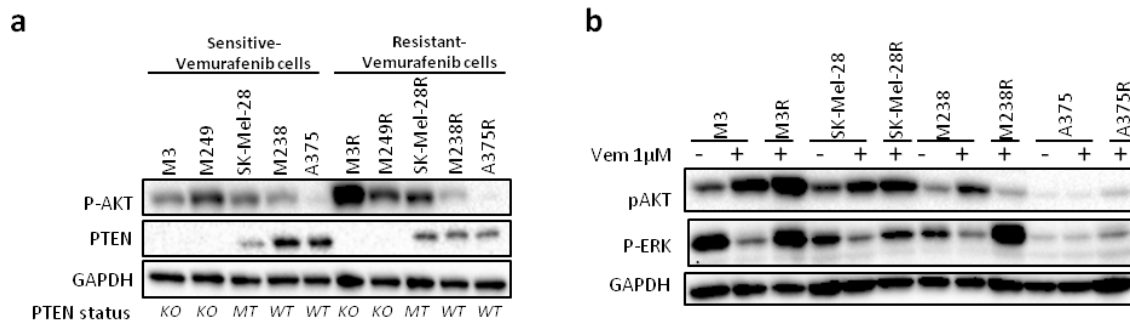 a
Sensitive-
Vemurafenib cells
Resistant-
Vemurafenib cells
M3
M249
SK-Mel-28
M238
A375
M3R
M249R
SK-Mel-28R
M238R
A375R
P-AKT
PTEN
GAPDH
PTEN status
KO KO MT WT WT KO KO MT WT WT
b
M3
M3R
SK-Mel-28
SK-Mel-28R
M238
M238R
A375
A375R
Vem 1µM - + + - + + - + + - + +
pAKT
P-ERK
GAPDH